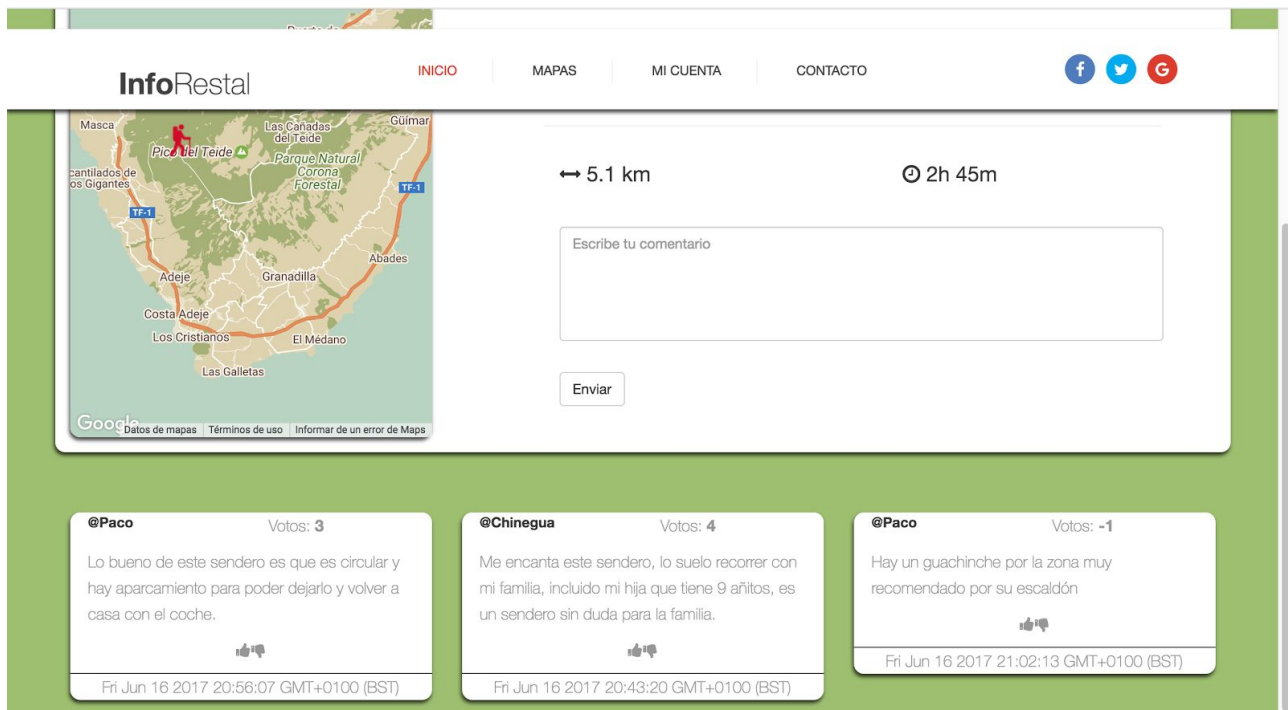 InfoRestal
INICIO
MAPAS
MI CUENTA
CONTACTO
Masca
Las Cañadas
del Teide
Güímar
Pico del Teide
Parque Natural
Corona
Forestal
cantilados de
os Gigantes
TF-1
TF-1
Abades
Adeje
Granadilla
Costa Adeje
Los Cristianos
El Médano
Las Galletas
Google
Datos de mapas
Términos de uso
Informar de un error de Maps
5.1 km
2h 45m
Escribe tu comentario
Enviar
@Paco
Votos: 3
Lo bueno de este sendero es que es circular y
hay aparcamiento para poder dejarlo y volver a
casa con el coche.
Fri Jun 16 2017 20:56:07 GMT+0100 (BST)
@Chinegua
Votos: 4
Me encanta este sendero, lo suelo recorrer con
mi familia, incluido mi hija que tiene 9 añitos, es
un sendero sin duda para la familia.
Fri Jun 16 2017 20:43:20 GMT+0100 (BST)
@Paco
Votos: -1
Hay un guachinche por la zona muy
recomendado por su escaldón
Fri Jun 16 2017 21:02:13 GMT+0100 (BST)